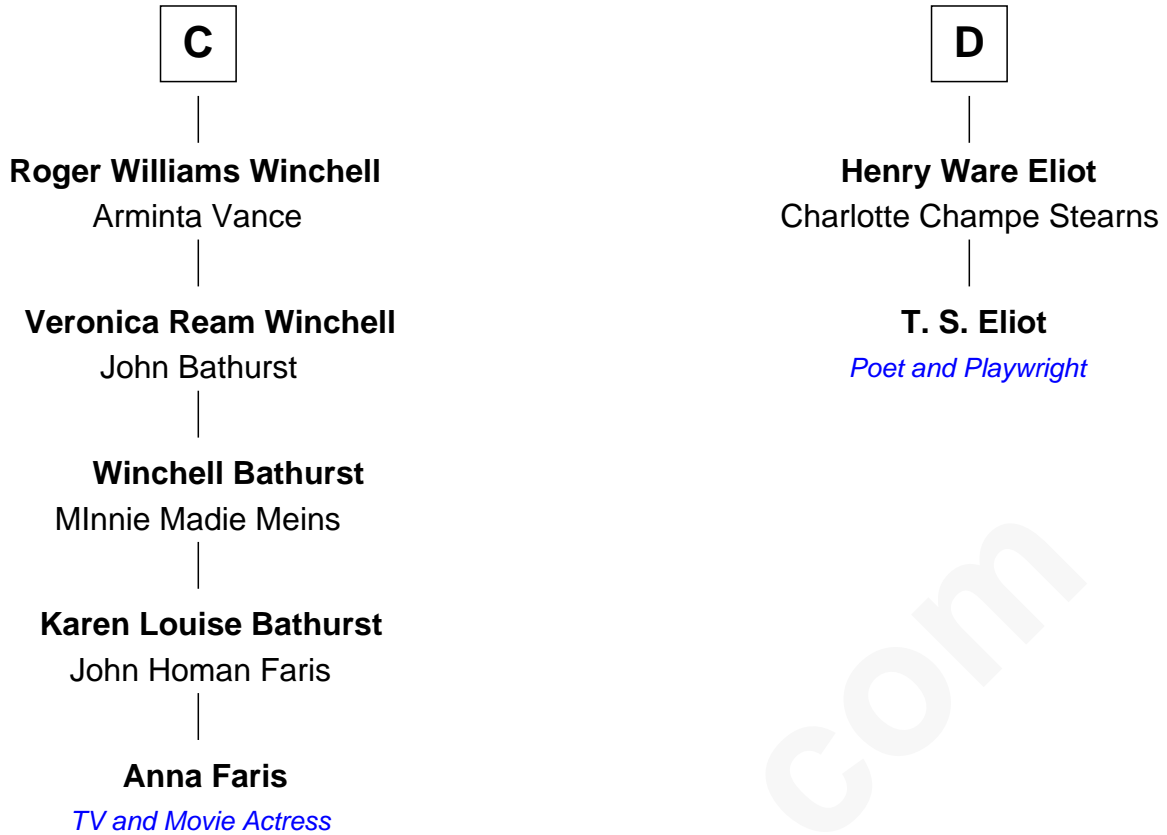 C
Roger Williams Winchell
Arminta Vance
Veronica Ream Winchell
John Bathurst
Winchell Bathurst
MInnie Madie Meins
Karen Louise Bathurst
John Homan Faris
Anna Faris
TV and Movie Actress
D
Henry Ware Eliot
Charlotte Champe Stearns
T. S. Eliot
Poet and Playwright
com